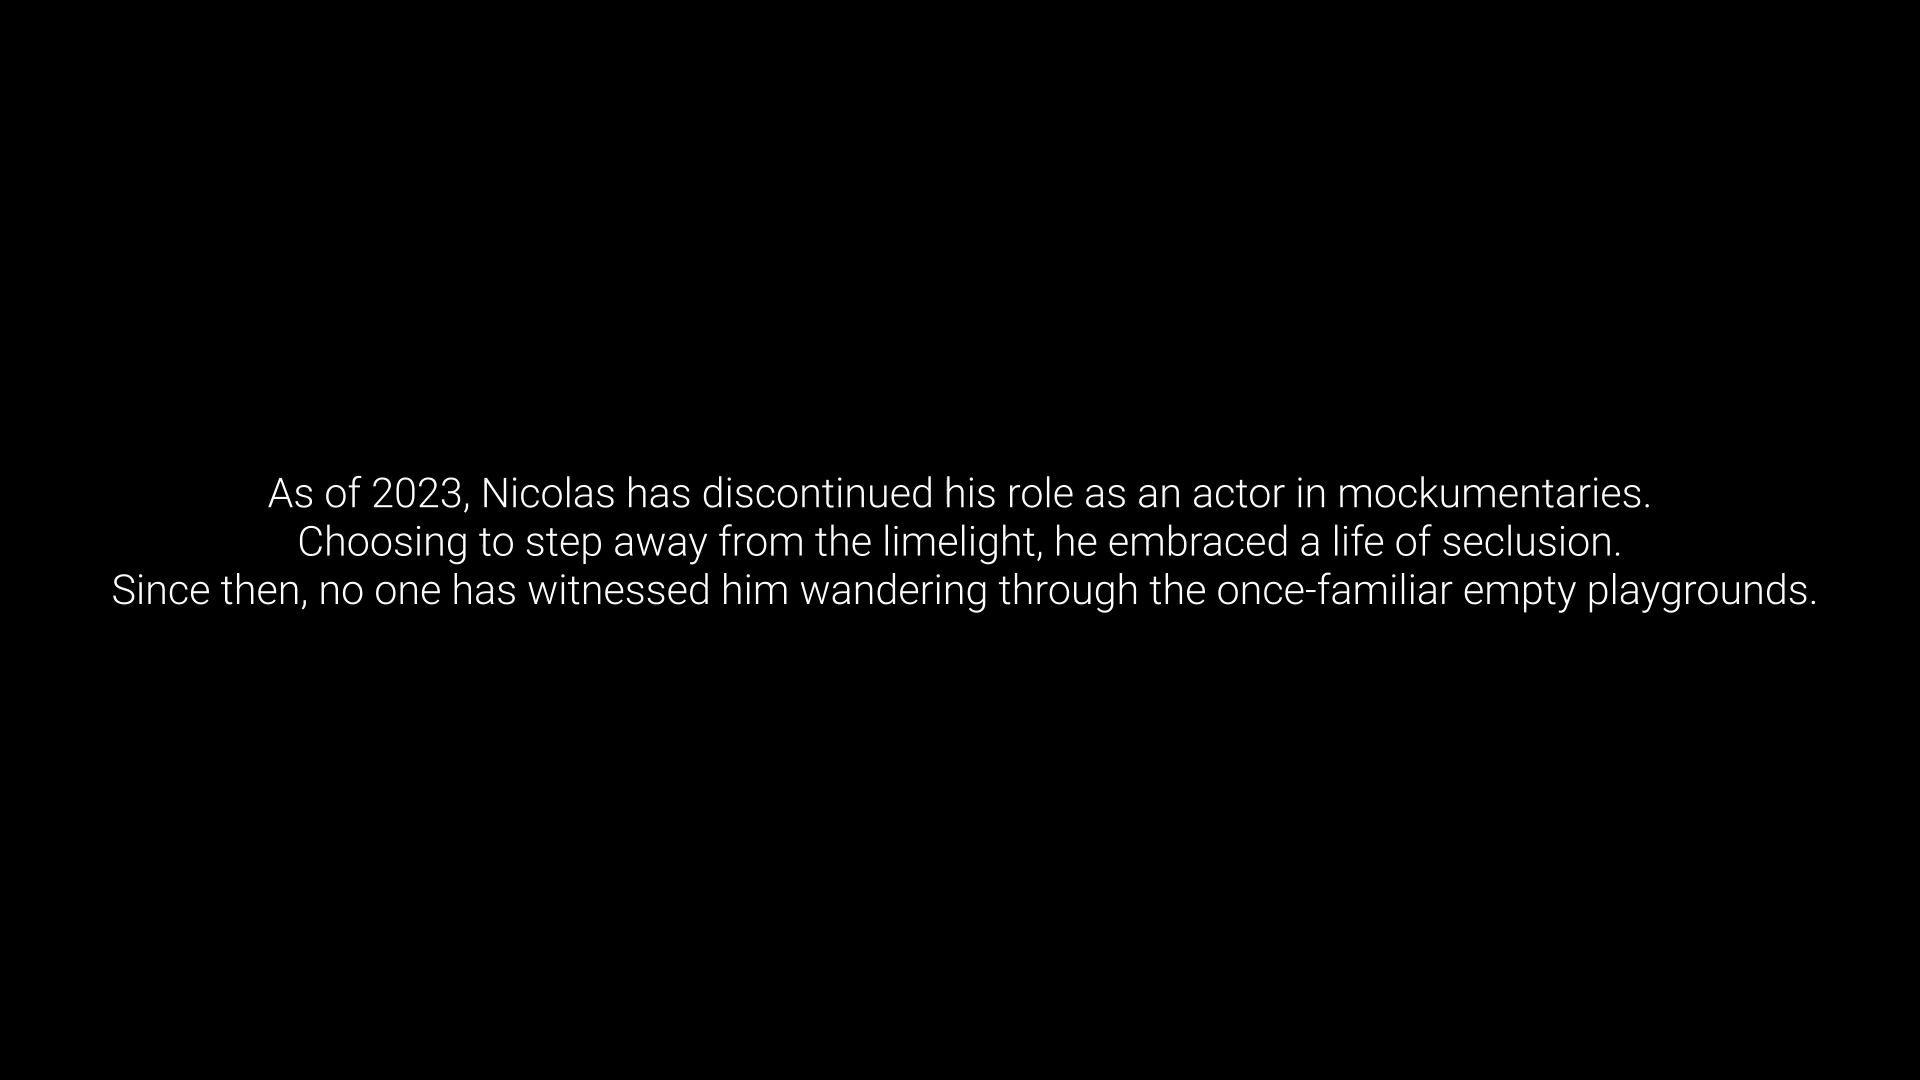 As of 2023, Nicolas has discontinued his role as an actor in mockumentaries.
Choosing to step away from the limelight, he embraced a life of seclusion.
Since then, no one has witnessed him wandering through the once-familiar empty playgrounds.